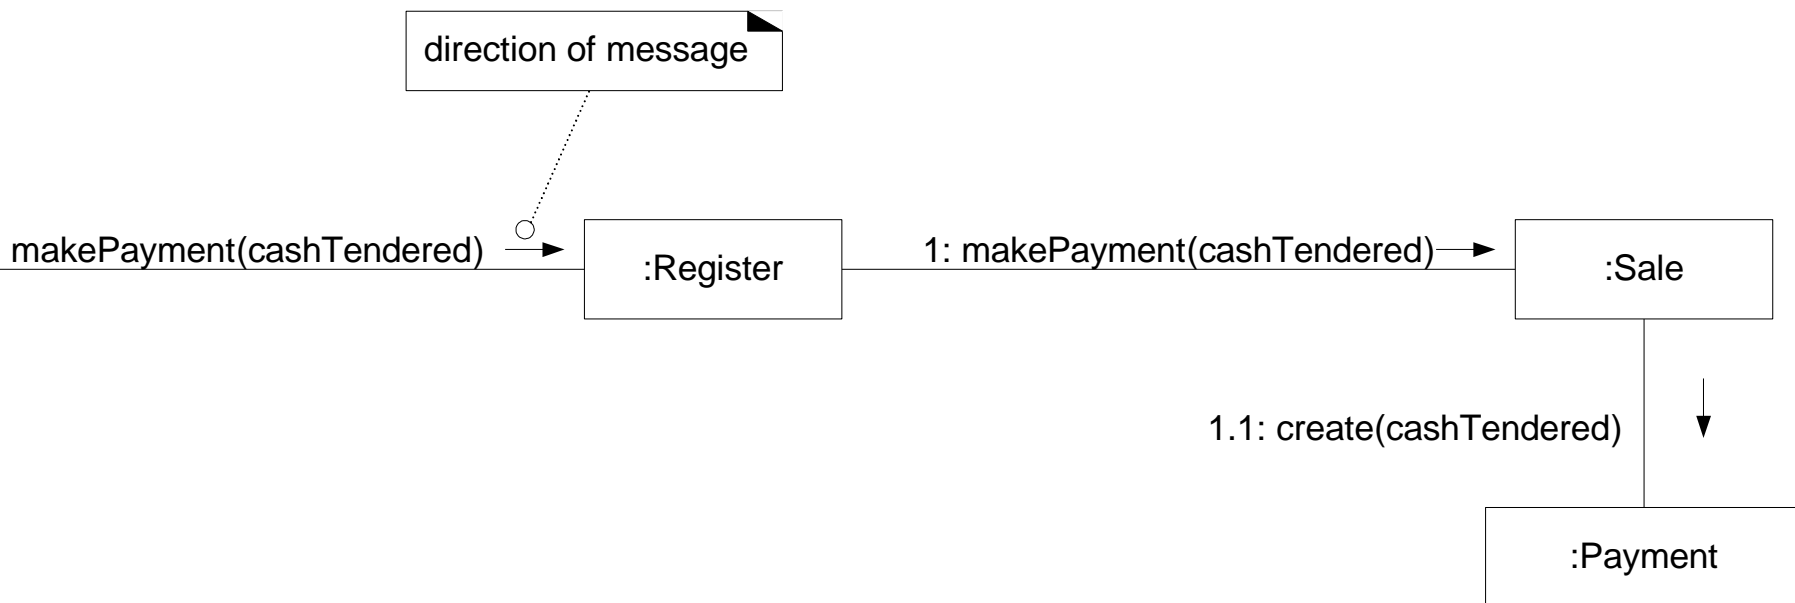 direction of message
makePayment(cashTendered)
:Register
1: makePayment(cashTendered)
:Sale
1.1: create(cashTendered)
:Payment